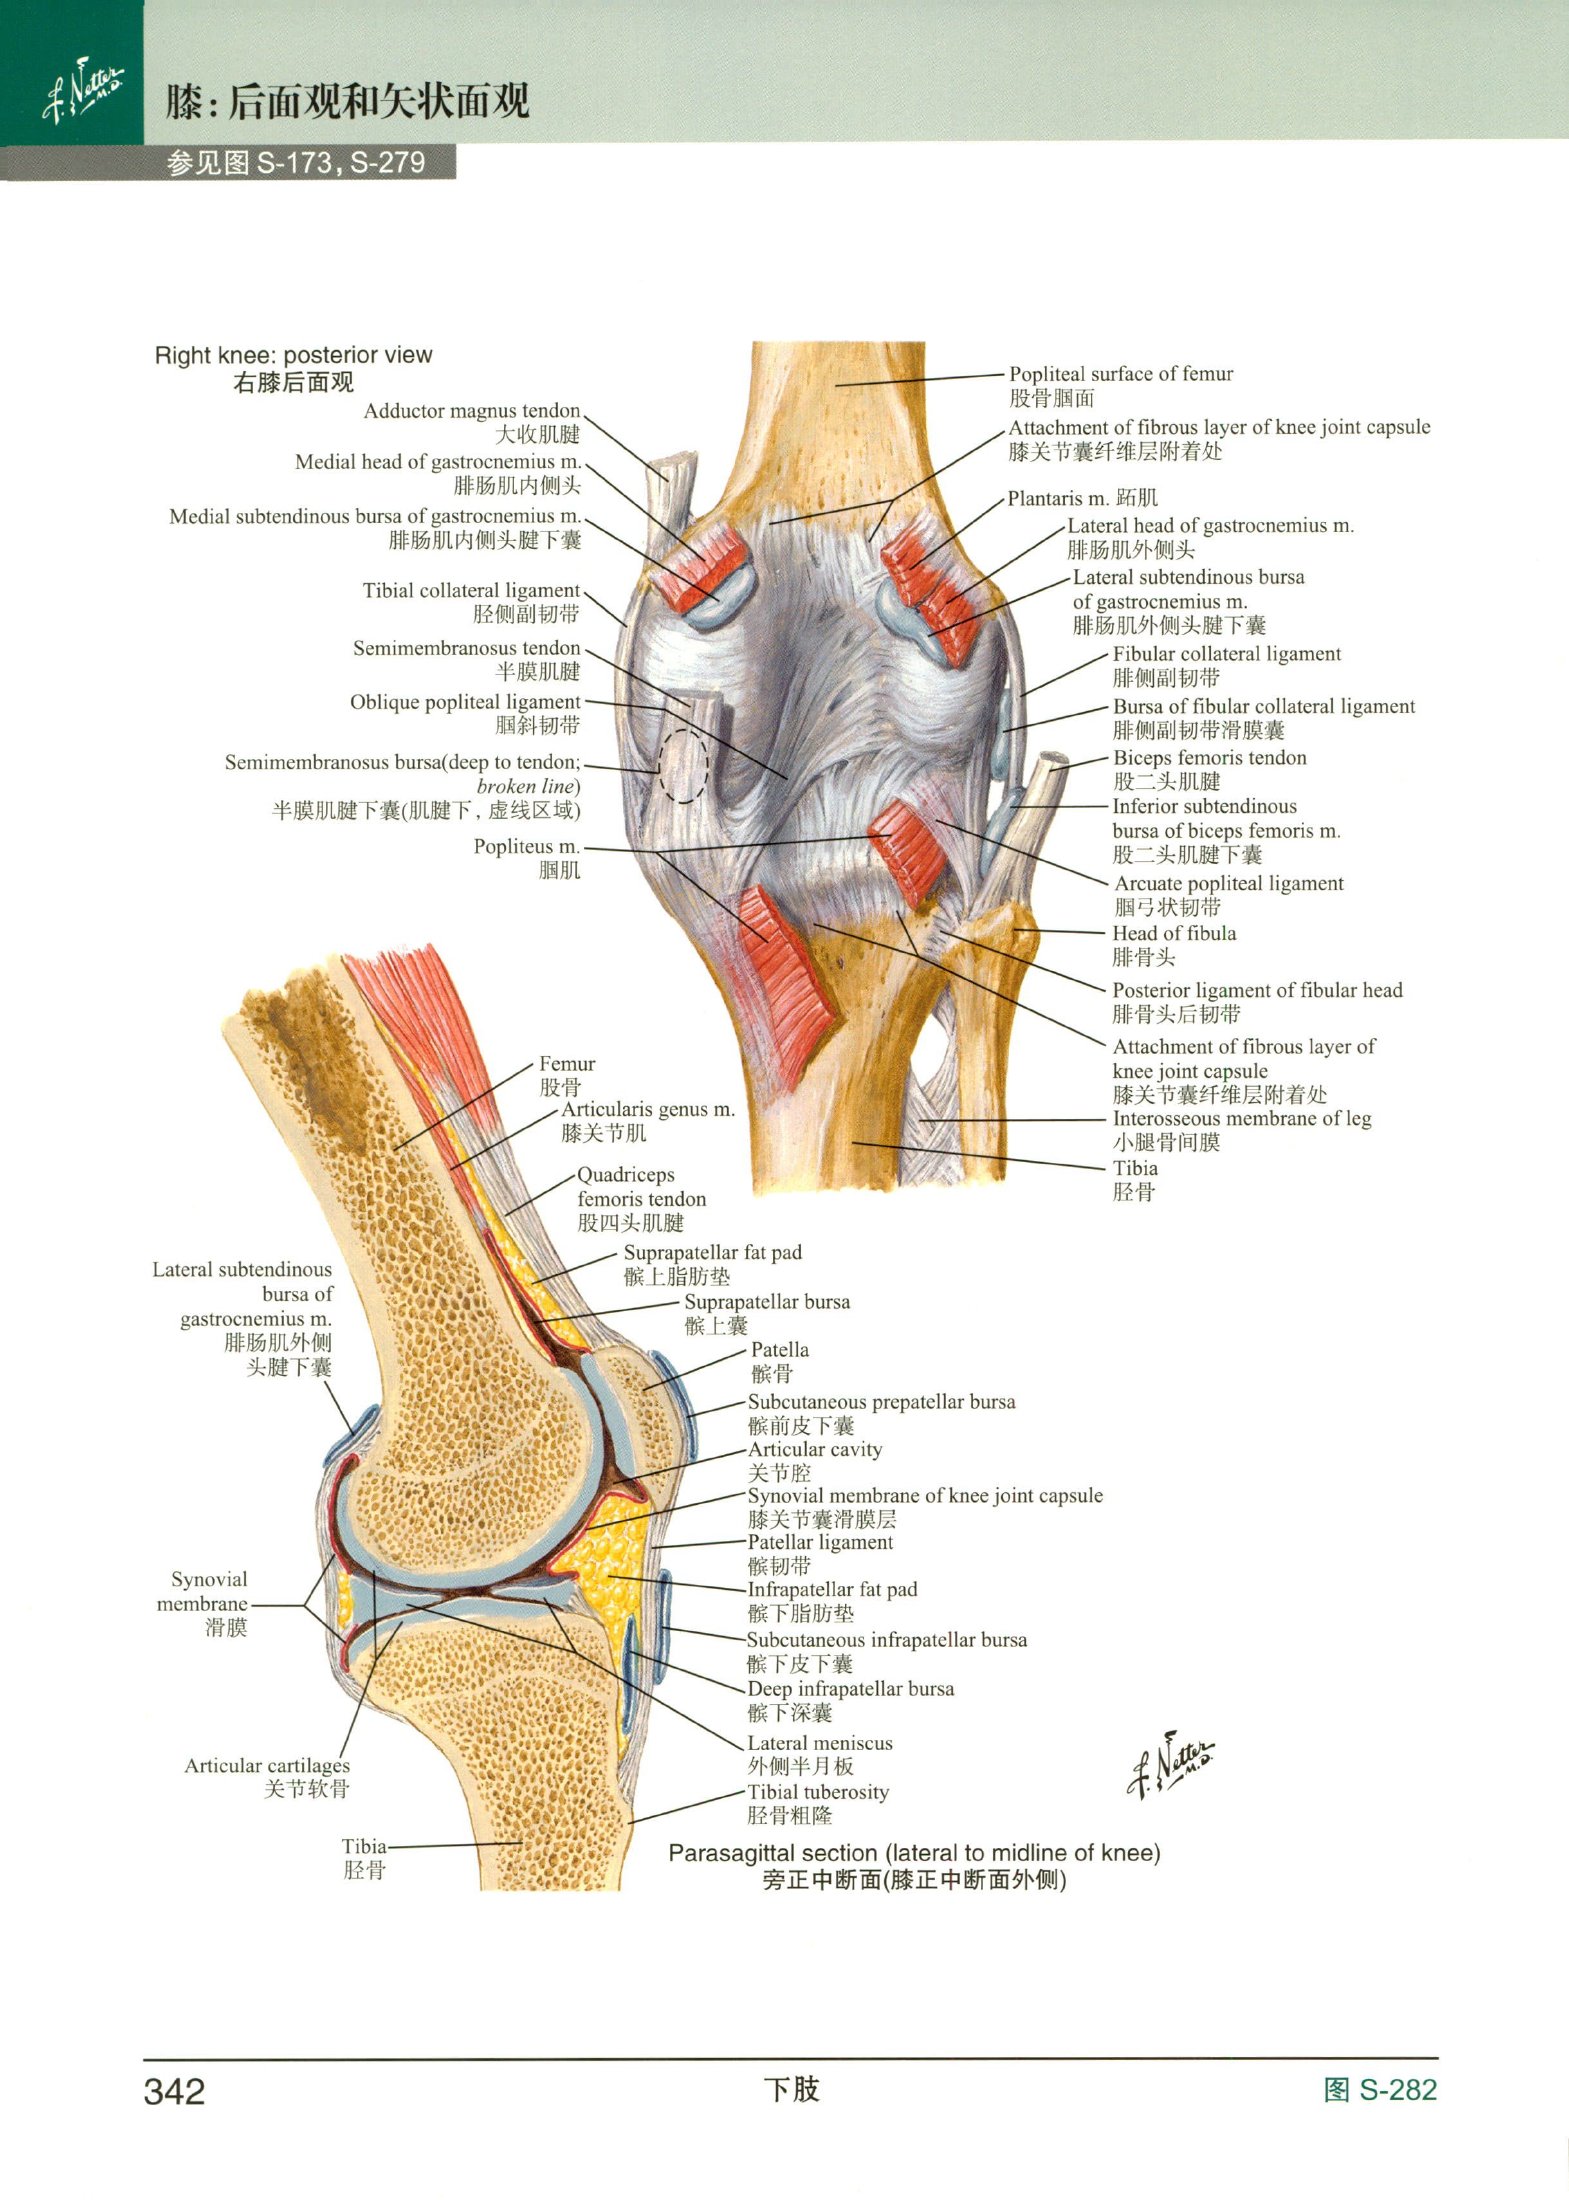 F. Netter M.D.
膝：后面观和矢状面观
参见图 S-173, S-279
Right knee: posterior view
右膝后面观
Adductor magnus tendon
大收肌腱
Medial head of gastrocnemius m.
腓肠肌内侧头
Medial subtendinous bursa of gastrocnemius m.
腓肠肌内侧头腱下囊
Tibial collateral ligament
胫侧副韧带
Semimembranosus tendon
半膜肌腱
Oblique popliteal ligament
腘斜韧带
Semimembranosus bursa(deep to tendon;
broken line)
半膜肌腱下囊(肌腱下，虚线区域)
Popliteus m.
腘肌
Popliteal surface of femur
股骨腘面
Attachment of fibrous layer of knee joint capsule
膝关节囊纤维层附着处
Plantaris m. 跖肌
Lateral head of gastrocnemius m.
腓肠肌外侧头
Lateral subtendinous bursa
of gastrocnemius m.
腓肠肌外侧头腱下囊
Fibular collateral ligament
腓侧副韧带
Bursa of fibular collateral ligament
腓侧副韧带滑膜囊
Biceps femoris tendon
股二头肌腱
Inferior subtendinous
bursa of biceps femoris m.
股二头肌腱下囊
Arcuate popliteal ligament
腘弓状韧带
Head of fibula
腓骨头
Posterior ligament of fibular head
腓骨头后韧带
Attachment of fibrous layer of
knee joint capsule
膝关节囊纤维层附着处
Interosseous membrane of leg
小腿骨间膜
Tibia
胫骨
Femur
股骨
Articularis genus m.
膝关节肌
Quadriceps
femoris tendon
股四头肌腱
Suprapatellar fat pad
髌上脂肪垫
Suprapatellar bursa
髌上囊
Patella
髌骨
Subcutaneous prepatellar bursa
髌前皮下囊
Articular cavity
关节腔
Synovial membrane of knee joint capsule
膝关节囊滑膜层
Patellar ligament
髌韧带
Infrapatellar fat pad
髌下脂肪垫
Subcutaneous infrapatellar bursa
髌下皮下囊
Deep infrapatellar bursa
髌下深囊
Lateral meniscus
外侧半月板
Tibial tuberosity
胫骨粗隆
Lateral subtendinous
bursa of
gastrocnemius m.
腓肠肌外侧
头腱下囊
Synovial
membrane
滑膜
Articular cartilages
关节软骨
Tibia
胫骨
F. Netter M.D.
Parasagittal section (lateral to midline of knee)
旁正中断面(膝正中断面外侧)
342
下肢
图 S-282